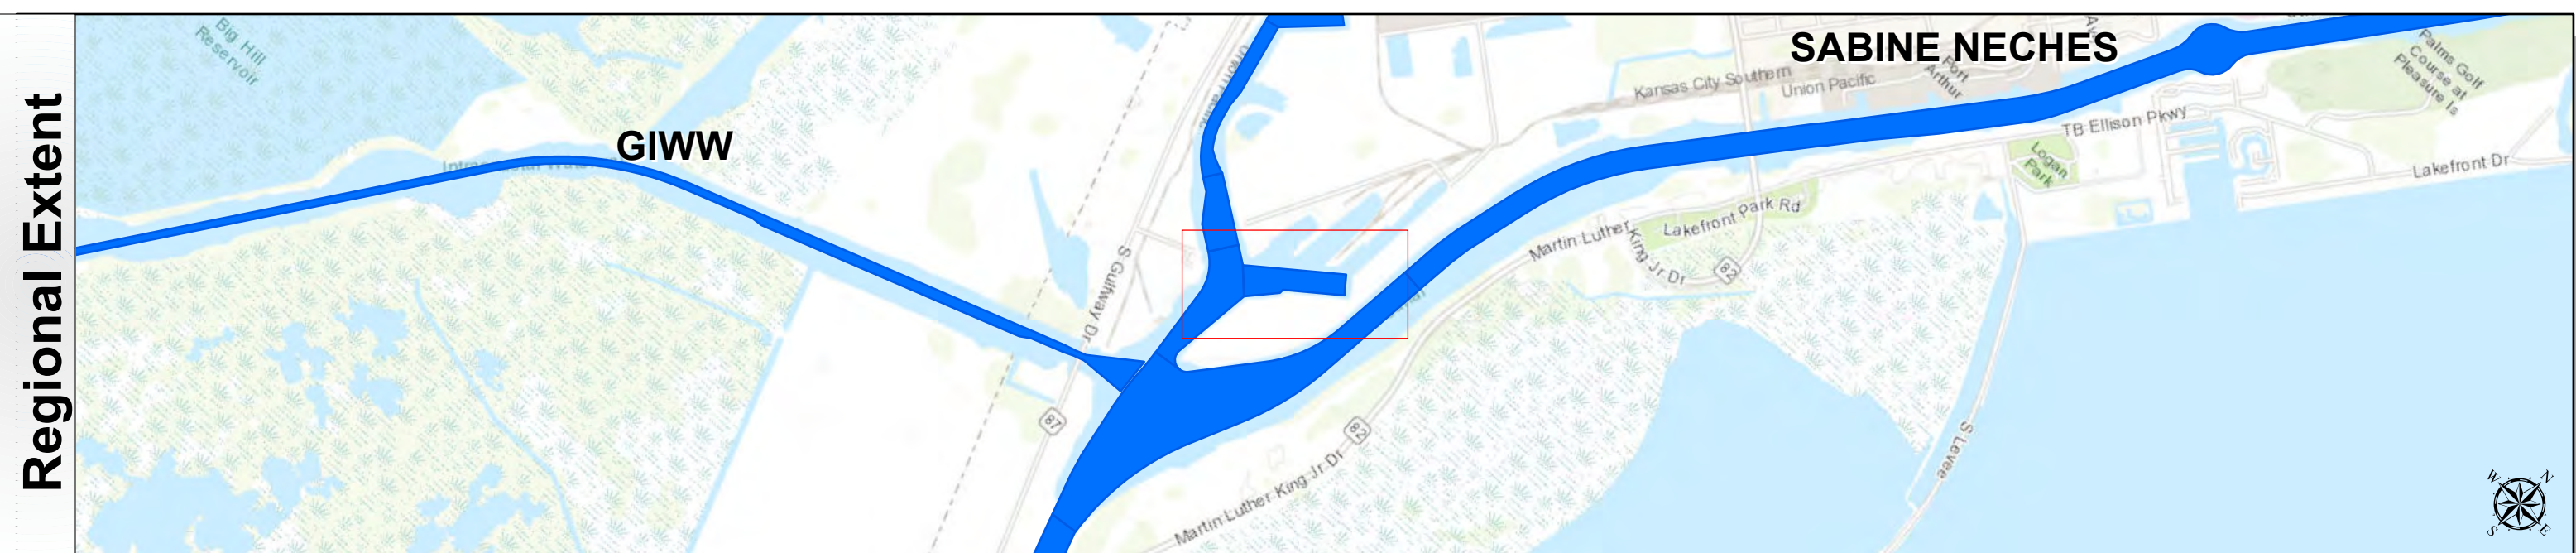 Regional Extent
Big Hill
Reservoir
GIWW
SABINE NECHES
Kansas City Southern
Union Pacific
Port
Arthur
Palms Golf
Course at
Pleasure Is
TB Ellison Pkwy
Logan
Park
Lakefront Dr
Lakefront Park Rd
Martin Luther
King Jr Dr
82
S Gulfway Dr
87
82
Martin Luther King Jr Dr
S Levee
W
N
S
E